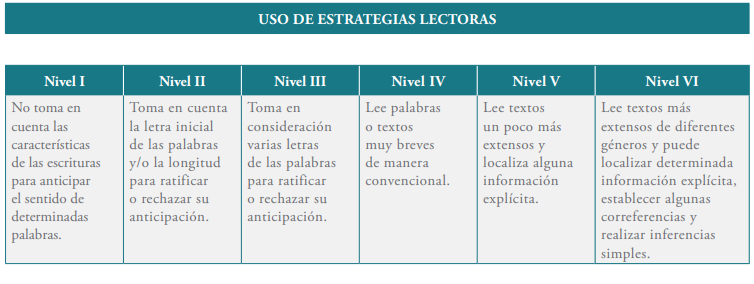 USO DE ESTRATEGIAS LECTORAS
Nivel I
No toma en
cuenta las
características
de las escrituras
para anticipar
el sentido de
determinadas
palabras.
Nivel II
Toma en cuenta
la letra inicial
de las palabras
y/o la longitud
para ratificar
o rechazar su
anticipación.
Nivel III
Toma en
consideración
varias letras
de las palabras
para ratificar
o rechazar su
anticipación.
Nivel IV
Lee palabras
o textos
muy breves
de manera
convencional.
Nivel V
Lee textos
un poco más
extensos y
localiza alguna
información
explícita.
Nivel VI
Lee textos más
extensos de diferentes
géneros y puede
localizar determinada
información explícita,
establecer algunas
correferencias y
realizar inferencias
simples.